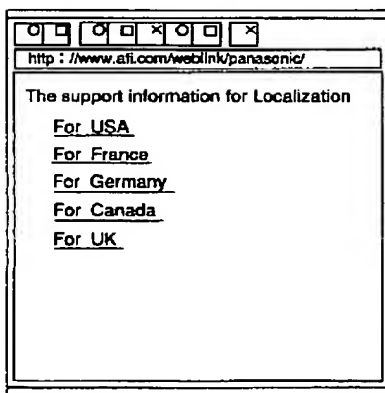 http : //www.afi.com/weblink/panasonic/
The support information for Localization
For USA
For France
For Germany
For Canada
For UK